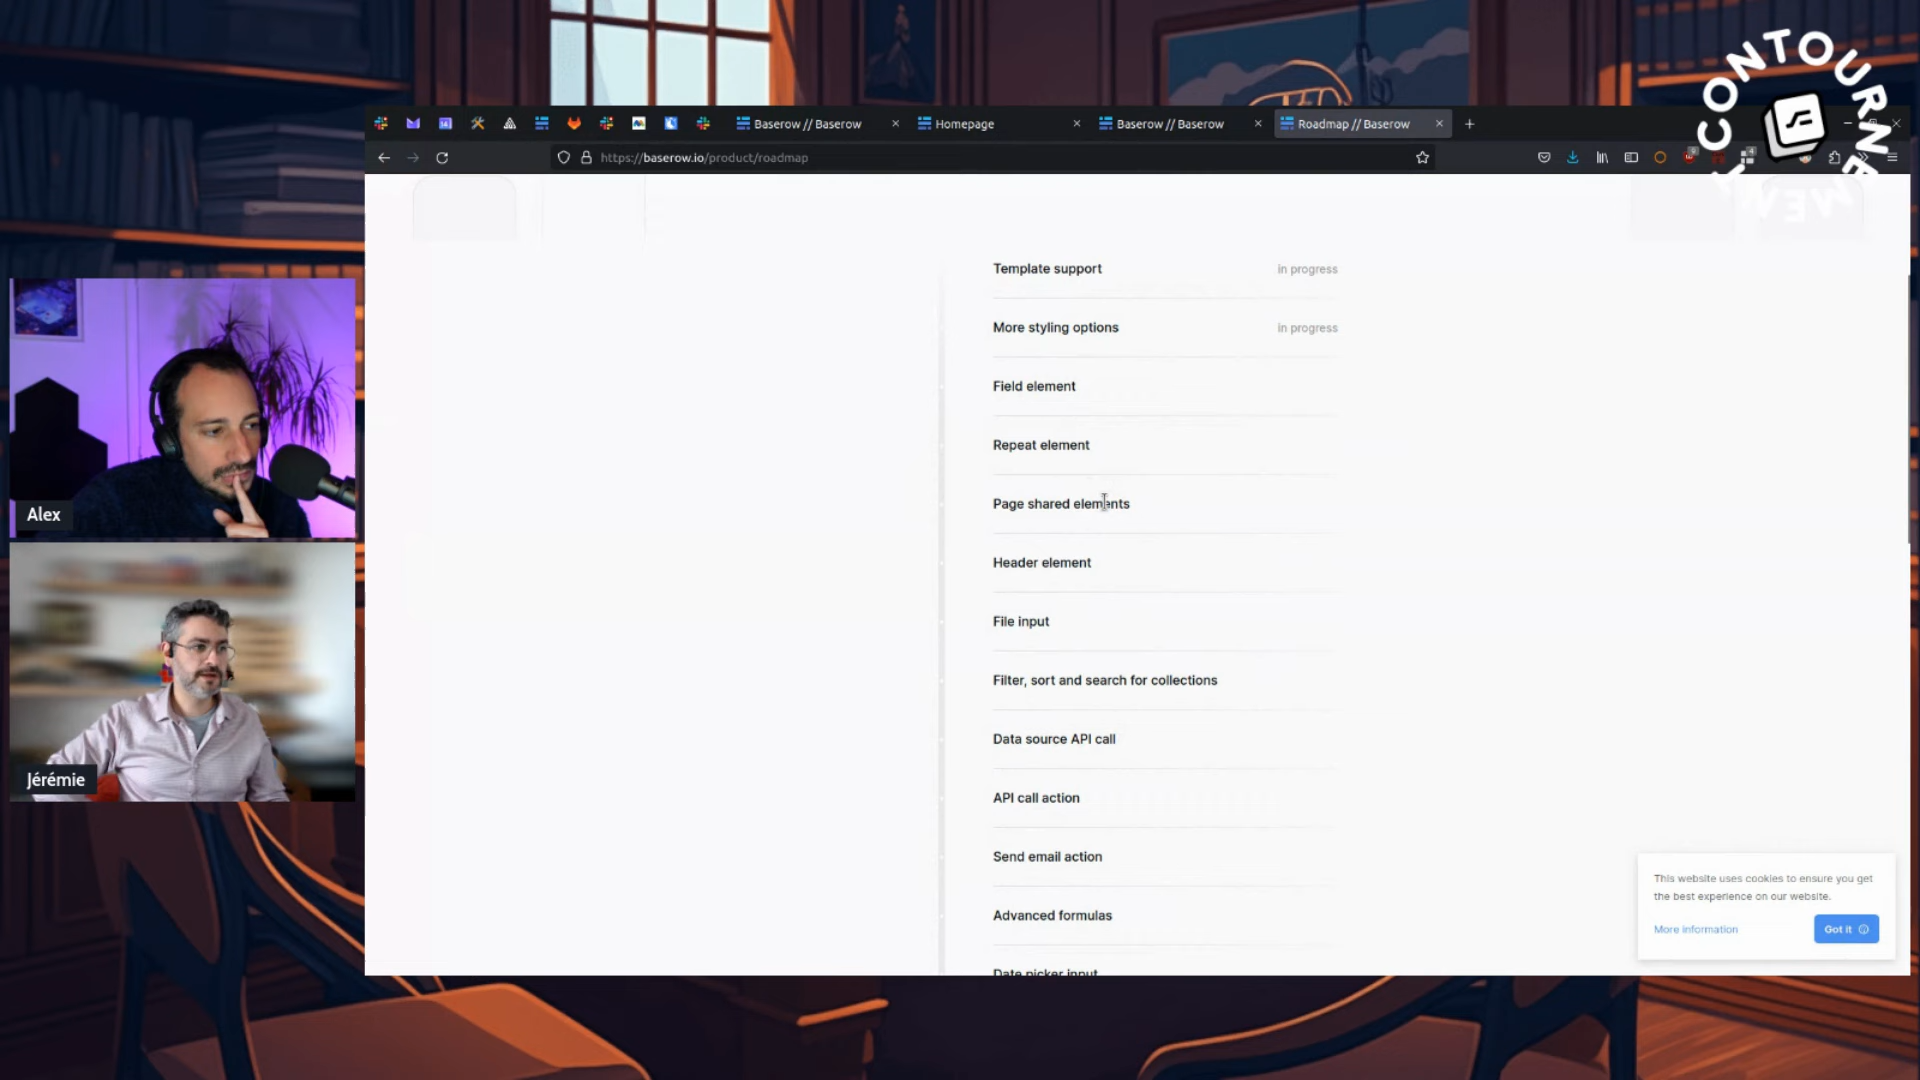 CONTOURNEMENT
Baserow // Baserow
Homepage
Baserow // Baserow
Roadmap // Baserow
https://baserow.io/product/roadmap
Template support
in progress
More styling options
in progress
Field element
Repeat element
Page shared elements
Header element
File input
Filter, sort and search for collections
Data source API call
API call action
Send email action
Advanced formulas
Date picker input
Alex
Jérémie
This website uses cookies to ensure you get
the best experience on our website.
More information
Got it